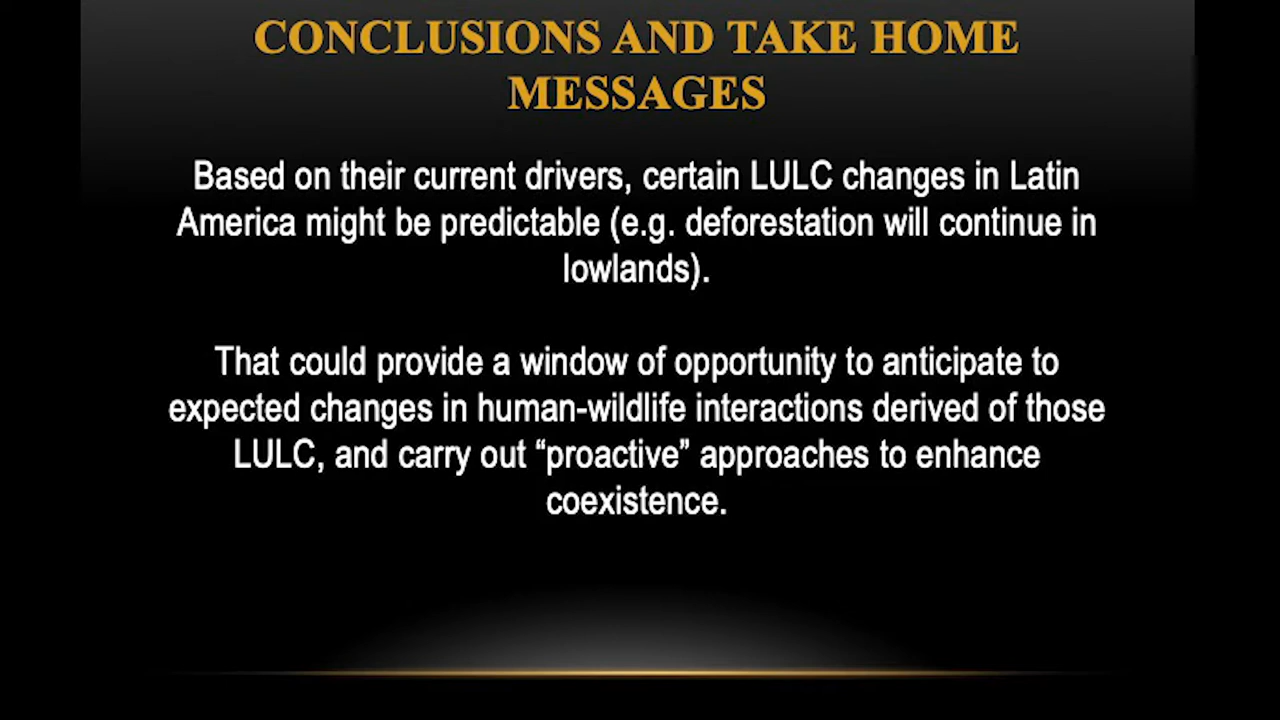 CONCLUSIONS AND TAKE HOME
MESSAGES
Based on their current drivers, certain LULC changes in Latin
America might be predictable (e.g. deforestation will continue in
lowlands).
That could provide a window of opportunity to anticipate to
expected changes in human-wildlife interactions derived of those
LULC, and carry out “proactive” approaches to enhance
coexistence.